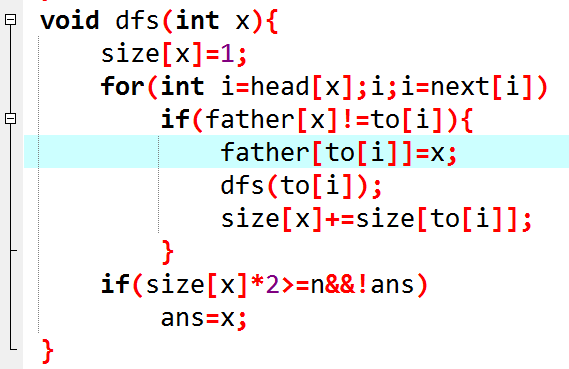 void dfs(int x){
size[x]=1;
for(int i=head[x];i;i=next[i])
if(father[x]!=to[i]){
father[to[i]]=x;
dfs(to[i]);
size[x]+=size[to[i]];
}
if(size[x]*2>=n&&!ans)
ans=x;
}